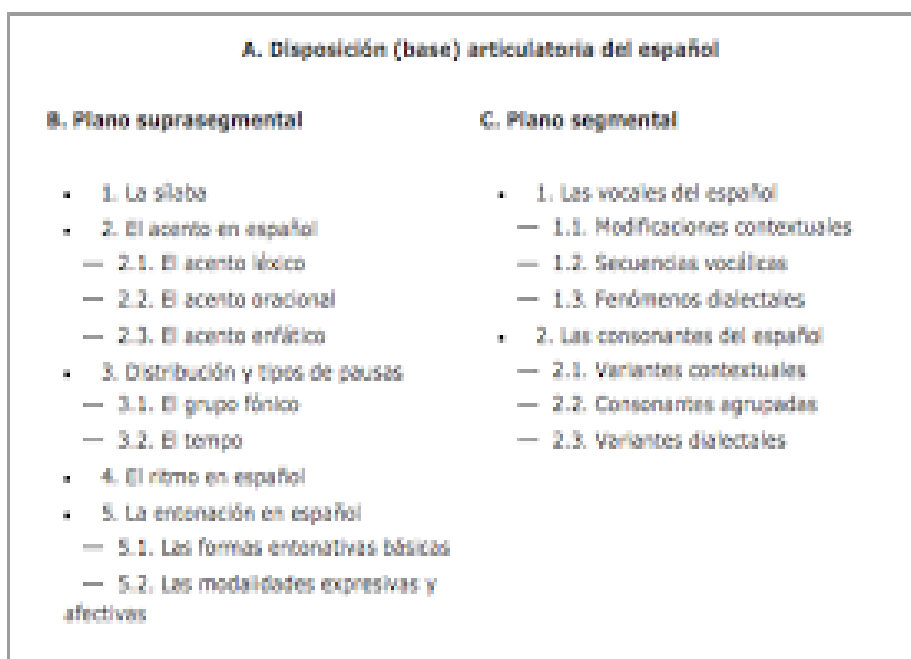 A. Disposición (base) articulatoria del español
B. Plano suprasegmental
• 1. La sílaba
• 2. El acento en español
— 2.1. El acento léxico
— 2.2. El acento oracional
— 2.3. El acento enfático
• 3. Distribución y tipos de pausas
— 3.1. El grupo fónico
— 3.2. El tempo
• 4. El ritmo en español
• 5. La entonación en español
— 5.1. Las formas entonativas básicas
— 5.2. Las modalidades expresivas y
afectivas
C. Plano segmental
• 1. Las vocales del español
— 1.1. Modificaciones contextuales
— 1.2. Secuencias vocálicas
— 1.3. Fenómenos dialectales
• 2. Las consonantes del español
— 2.1. Variantes contextuales
— 2.2. Consonantes agrupadas
— 2.3. Variantes dialectales